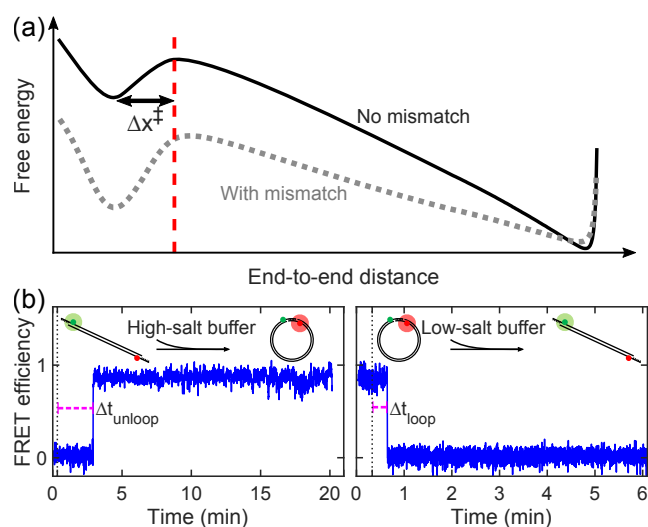 (a)
Free energy
Δx‡
No mismatch
With mismatch
End-to-end distance
(b)
FRET efficiency
1
0
High-salt buffer
Δt_unloop
0 5 10 15 20
Time (min)
Low-salt buffer
Δt_loop
0 1 2 3 4 5 6
Time (min)